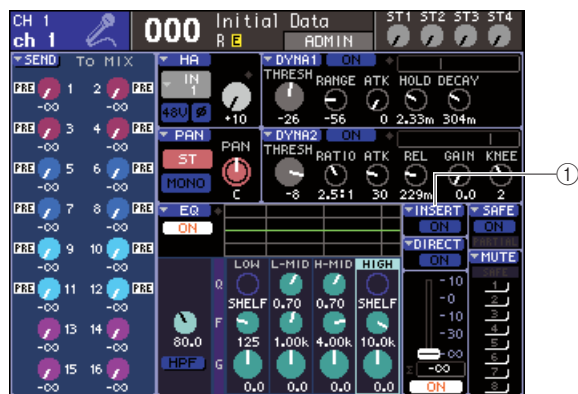 CH 1
ch 1
000
Initial Data
R E
ADMIN
ST1 ST2 ST3 ST4
SEND TO MIX
PRE 1 2 PRE
-∞ -∞
PRE 3 4 PRE
-∞ -∞
PRE 5 6 PRE
-∞ -∞
PRE 7 8 PRE
-∞ -∞
PRE 9 10 PRE
-∞ -∞
PRE 11 12 PRE
-∞ -∞
13 14
-∞ -∞
15 16
-∞ -∞
HA
IN
1
48V Ø
+10
PAN
ST
MONO
PAN
C
DYNA1 ON
THRESH RANGE ATK HOLD DECAY
-26 -56 0 2.33m 304m
DYNA2 ON
THRESH RATIO ATK REL GAIN KNEE
-8 2.5:1 30 229m 0.0 2
EQ
ON
LOW L-MID H-MID HIGH
Q
SHELF 0.70 0.70 SHELF
F
80.0 125 1.00k 4.00k 10.0k
HPF G
0.0 0.0 0.0 0.0
INSERT
ON
DIRECT
ON
-10
-0
-10
-30
-∞
Σ -∞
ON
SAFE
ON
PARTIAL
MUTE
SAFE
1
2
3
4
5
6
7
8
1